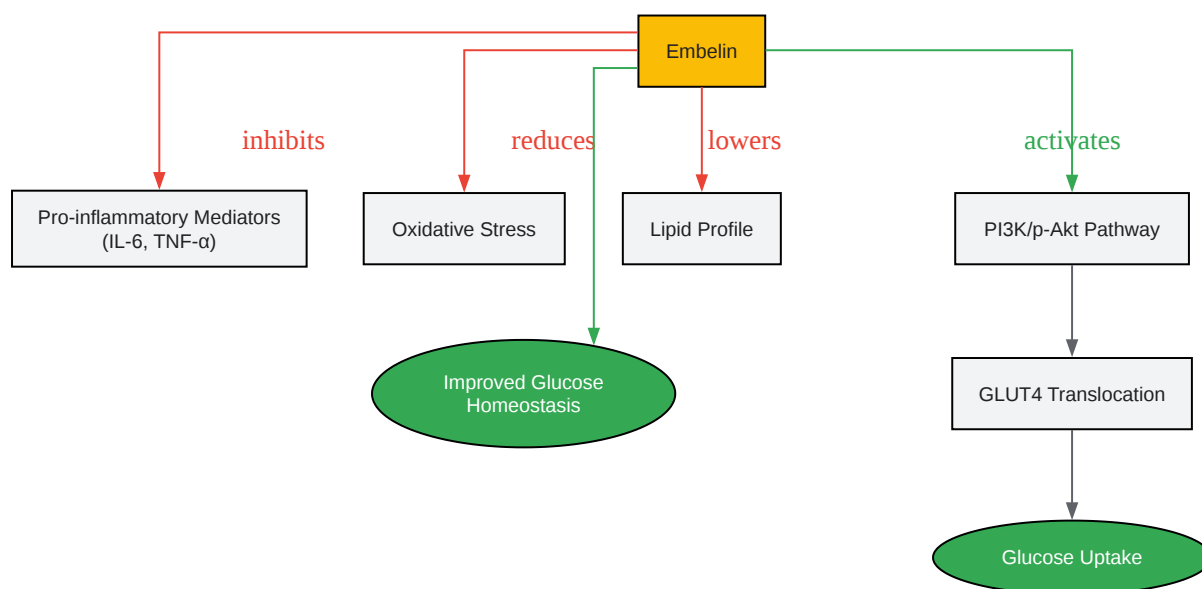 Embelin
inhibits
reduces
lowers
activates
Pro-inflammatory Mediators
(IL-6, TNF-α)
Oxidative Stress
Lipid Profile
PI3K/p-Akt Pathway
Improved Glucose
Homeostasis
GLUT4 Translocation
Glucose Uptake